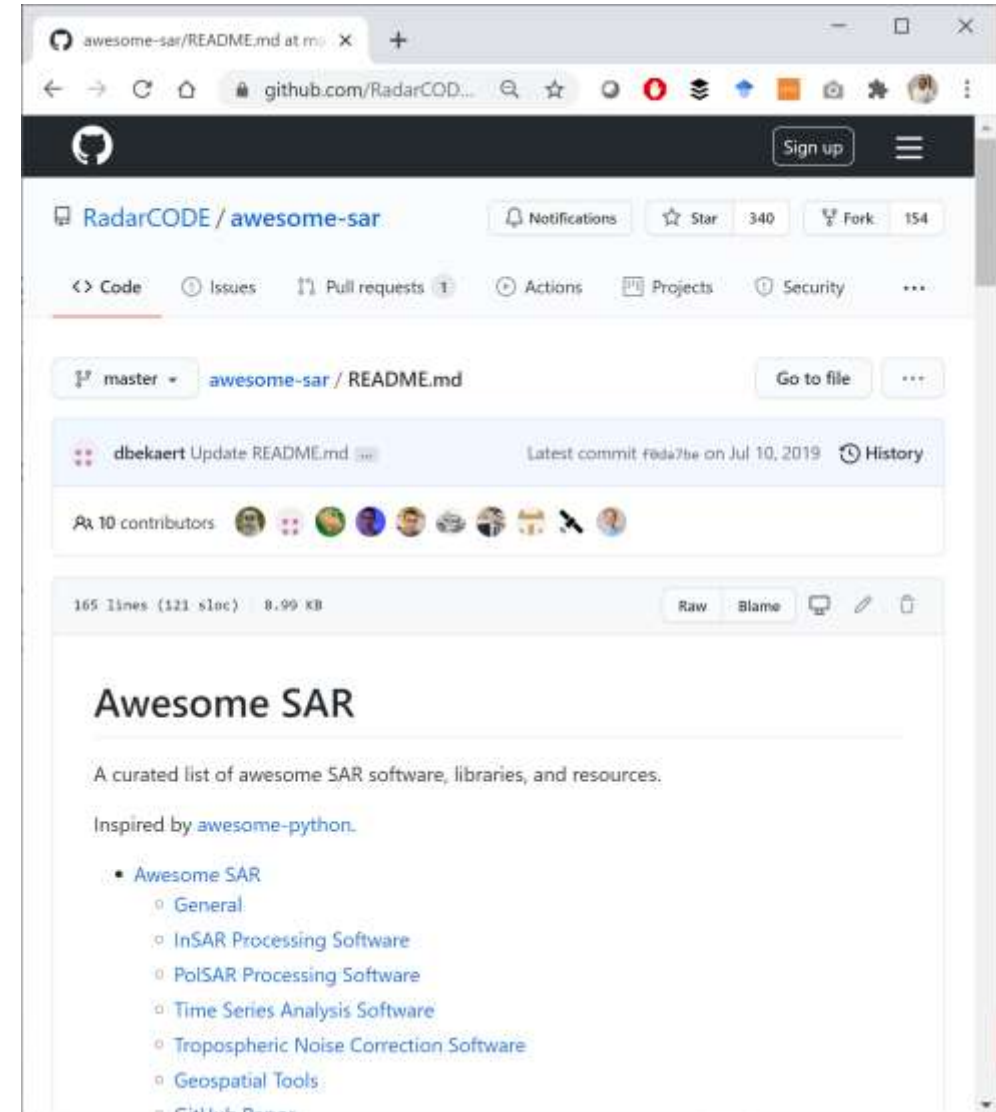 awesome-sar/README.md at m
github.com/RadarCOD...
Sign up
RadarCODE / awesome-sar
Notifications
Star 340
Fork 154
<> Code
Issues
Pull requests 1
Actions
Projects
Security
...
master
awesome-sar / README.md
Go to file
...
dbekaert Update README.md ...
Latest commit f0da7be on Jul 10, 2019
History
10 contributors
165 lines (121 sloc) 8.99 KB
Raw
Blame
Awesome SAR
A curated list of awesome SAR software, libraries, and resources.
Inspired by awesome-python.
• Awesome SAR
◦ General
◦ InSAR Processing Software
◦ PolSAR Processing Software
◦ Time Series Analysis Software
◦ Tropospheric Noise Correction Software
◦ Geospatial Tools